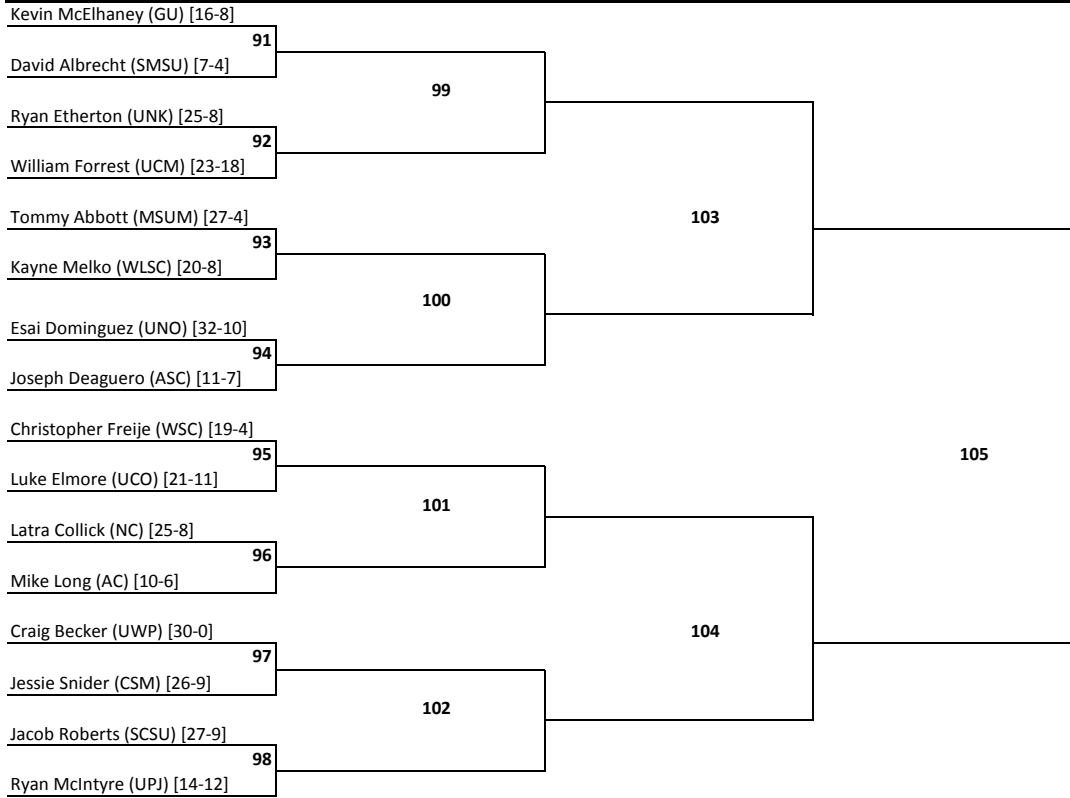 Kevin McElhaney (GU) [16-8]
91
David Albrecht (SMSU) [7-4]
99
Ryan Etherton (UNK) [25-8]
92
William Forrest (UCM) [23-18]
103
Tommy Abbott (MSUM) [27-4]
93
Kayne Melko (WLSC) [20-8]
100
Esai Dominguez (UNO) [32-10]
94
Joseph Deaguero (ASC) [11-7]
105
Christopher Freije (WSC) [19-4]
95
Luke Elmore (UCO) [21-11]
101
Latra Collick (NC) [25-8]
96
Mike Long (AC) [10-6]
104
Craig Becker (UWP) [30-0]
97
Jessie Snider (CSM) [26-9]
102
Jacob Roberts (SCSU) [27-9]
98
Ryan McIntyre (UPJ) [14-12]